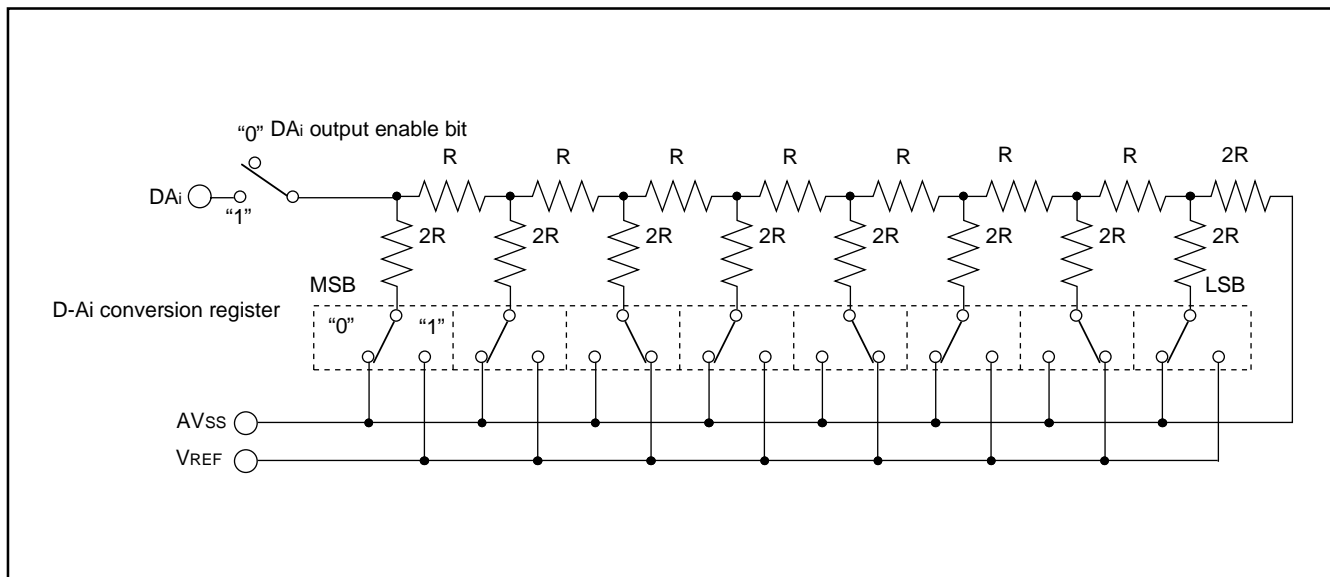 “0” DAi output enable bit
R R R R R R R 2R
DAi
“1”
2R 2R 2R 2R 2R 2R 2R 2R
MSB LSB
D-Ai conversion register
“0” “1”
AVSS
VREF